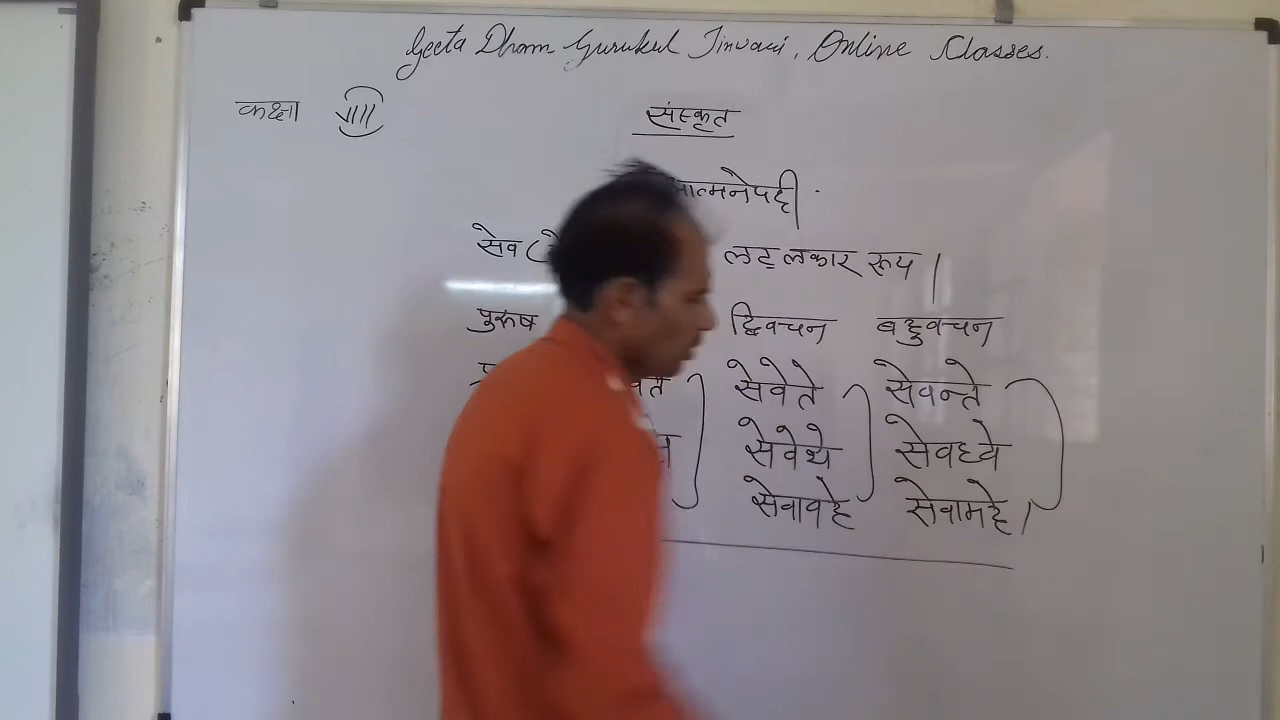 Geeta Dham Gurukul Jinwani, Online Classes.
कक्षा VIII
संस्कृत
आत्मनेपदी
सेव ( लट् लकार रूप |
पुरूष द्विवचन बहुवचन
सेवेते सेवन्ते
सेवेथे सेवध्वे
सेवावहे सेवामहे |